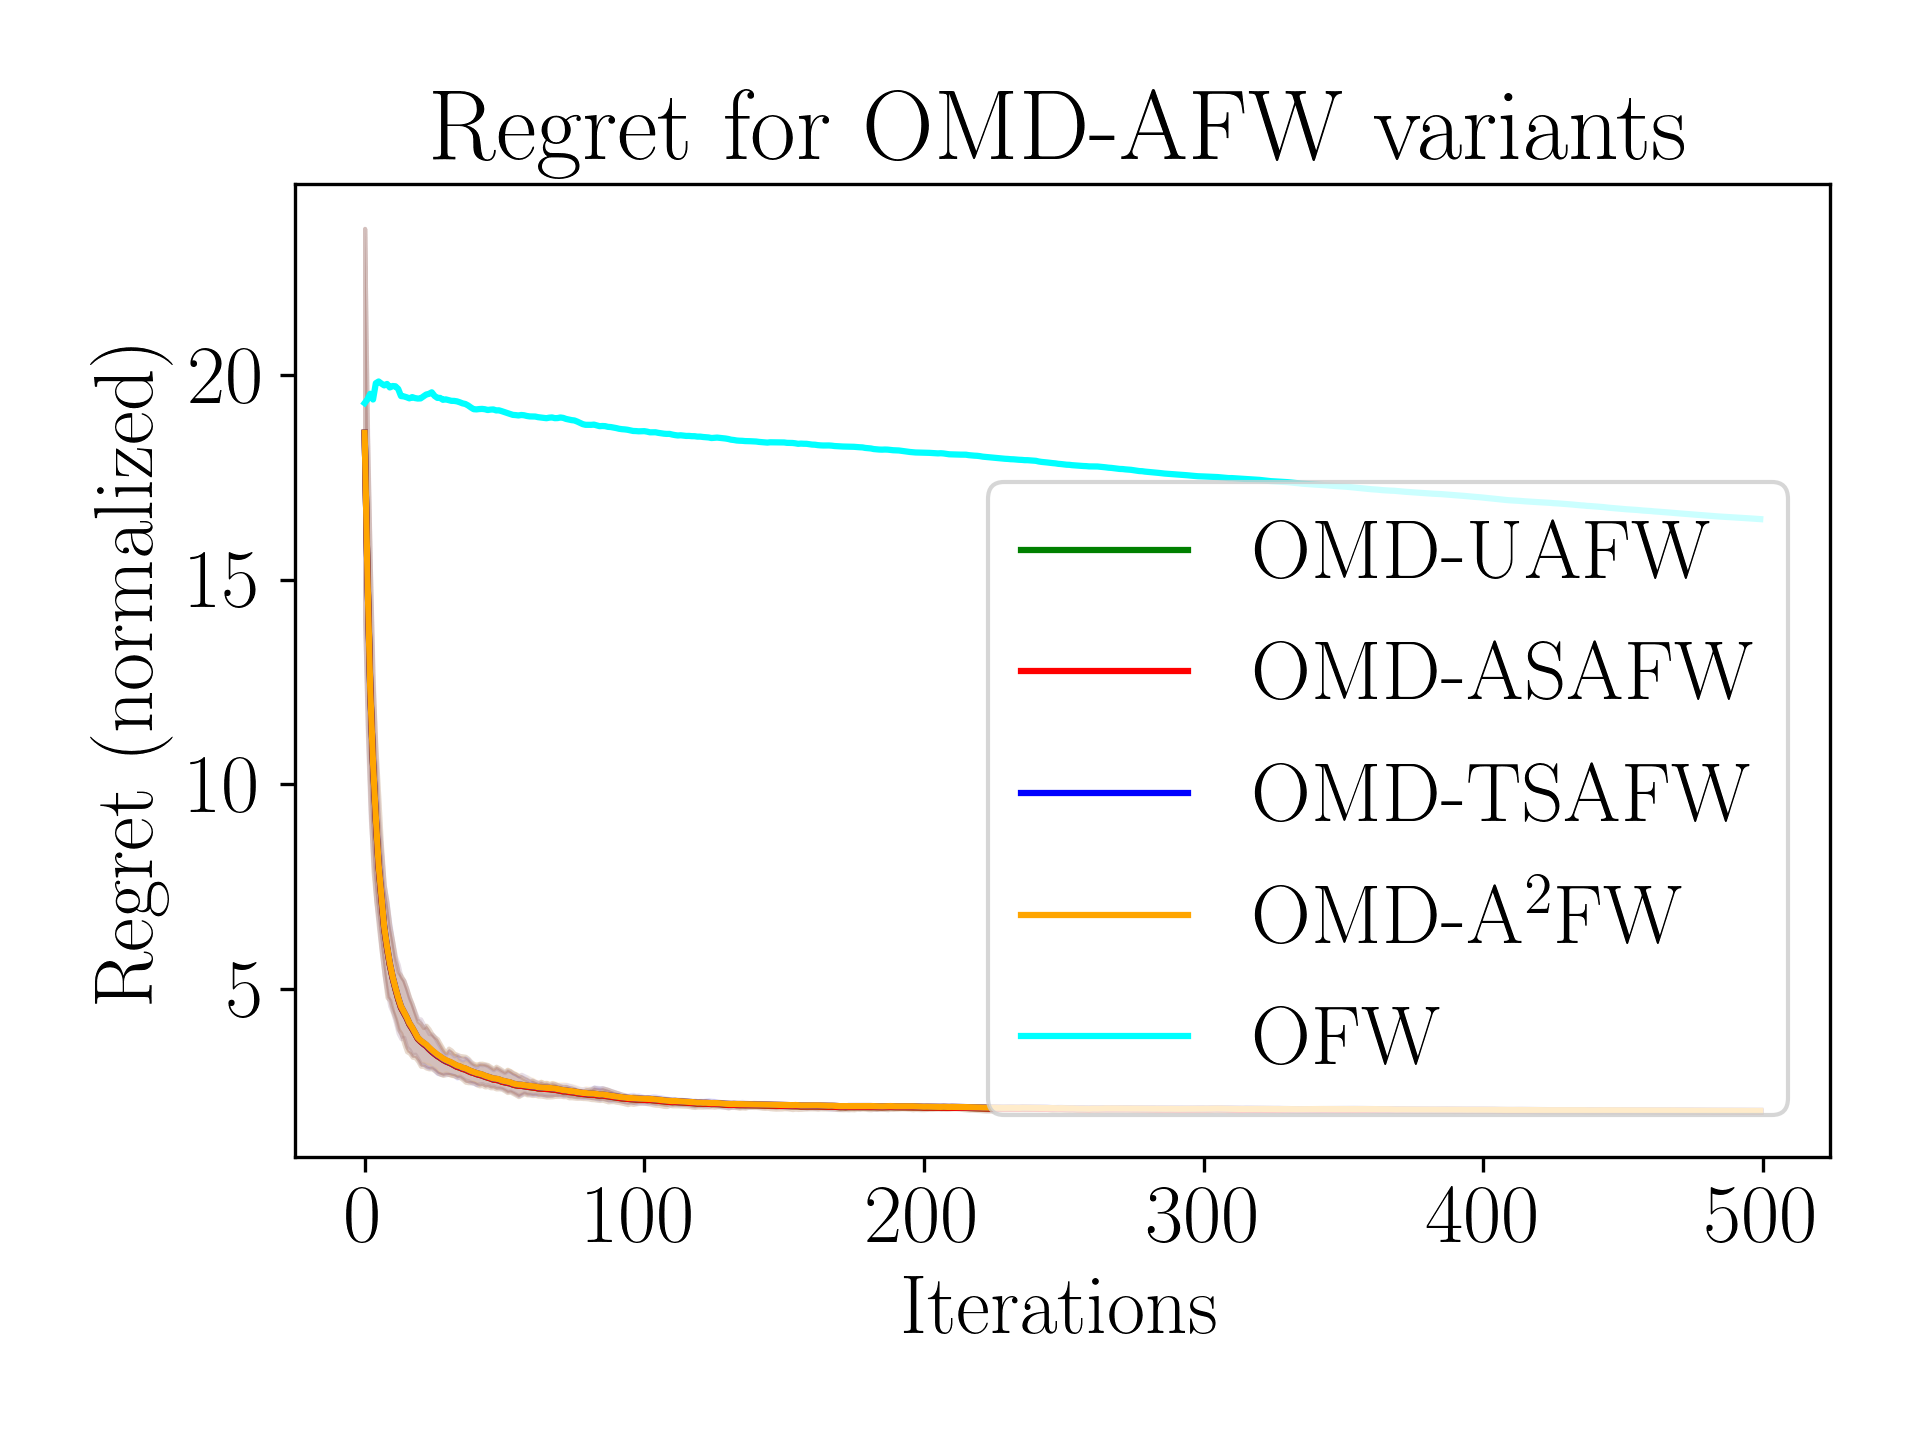 Regret for OMD-AFW variants
Regret (normalized)
20
15
10
5
OMD-UAFW
OMD-ASAFW
OMD-TSAFW
OMD-A²FW
OFW
0 100 200 300 400 500
Iterations